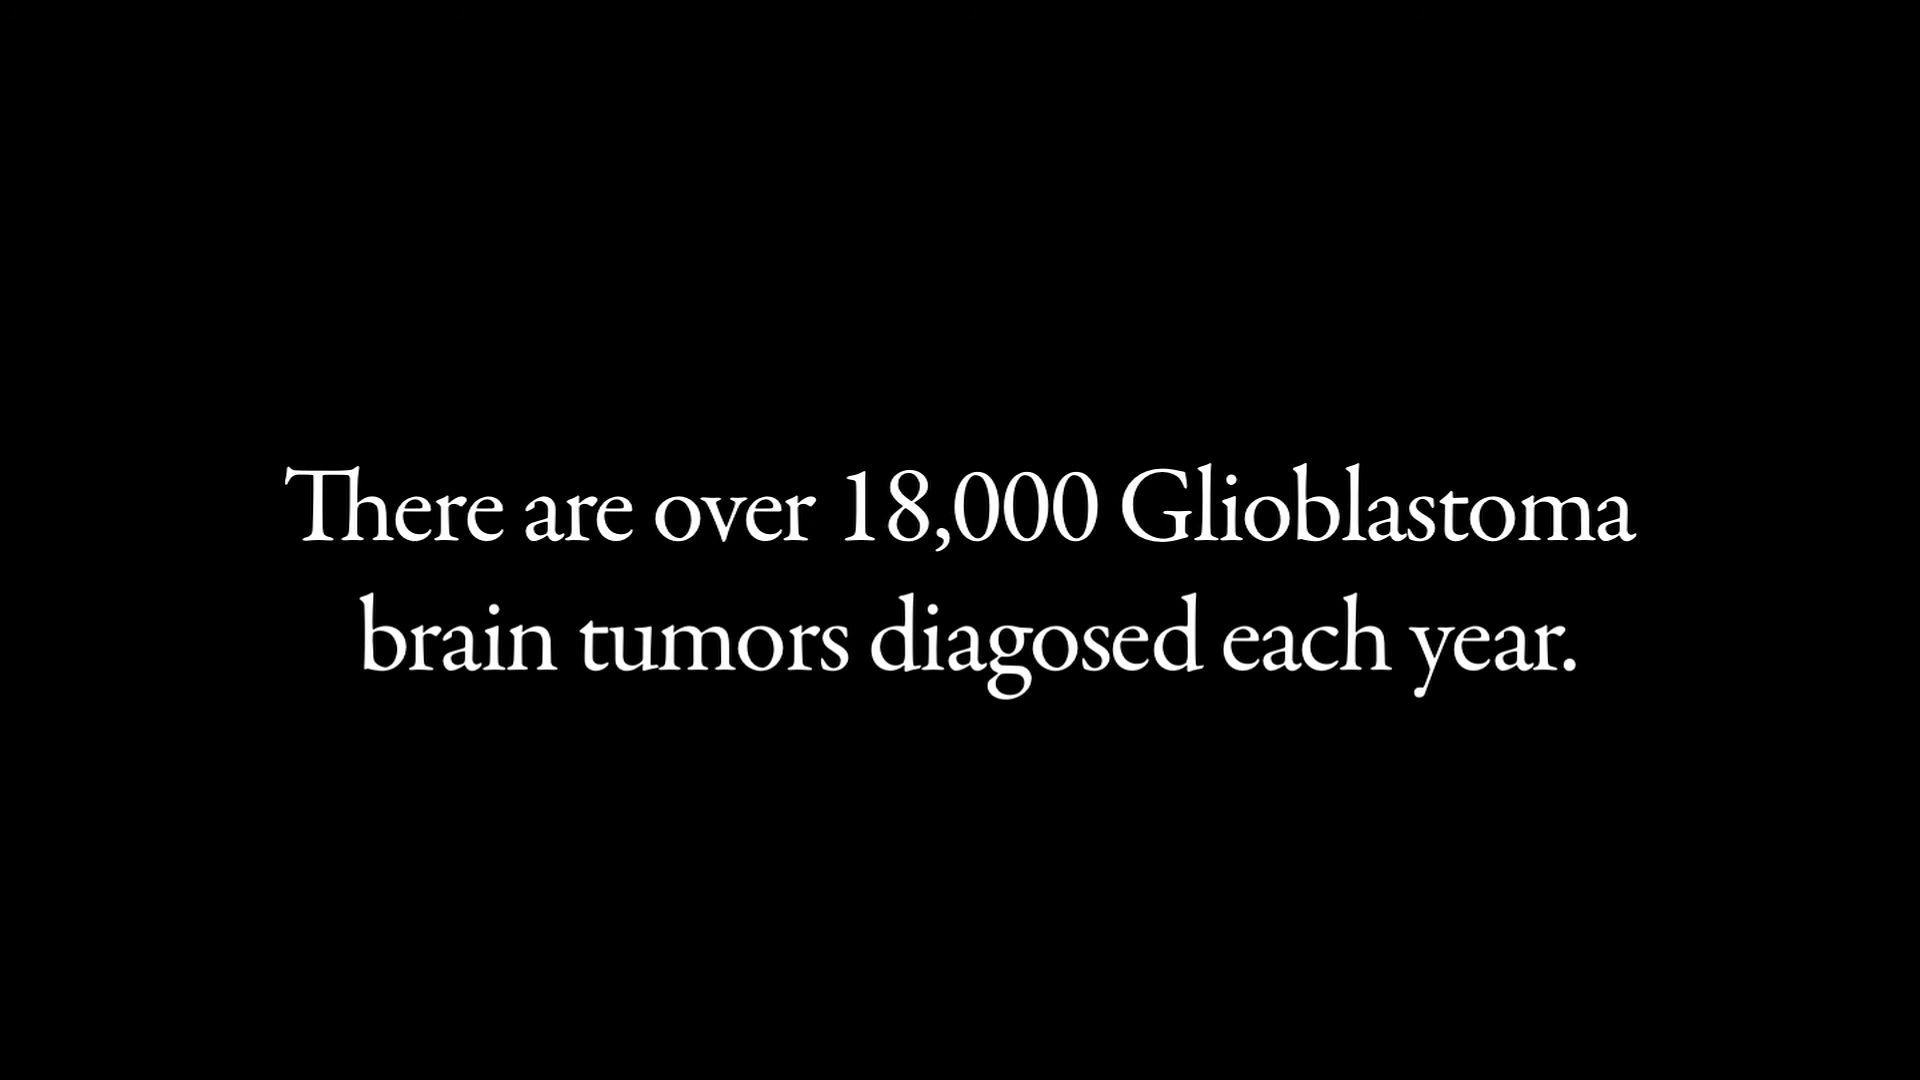 There are over 18,000 Glioblastoma
brain tumors diagosed each year.